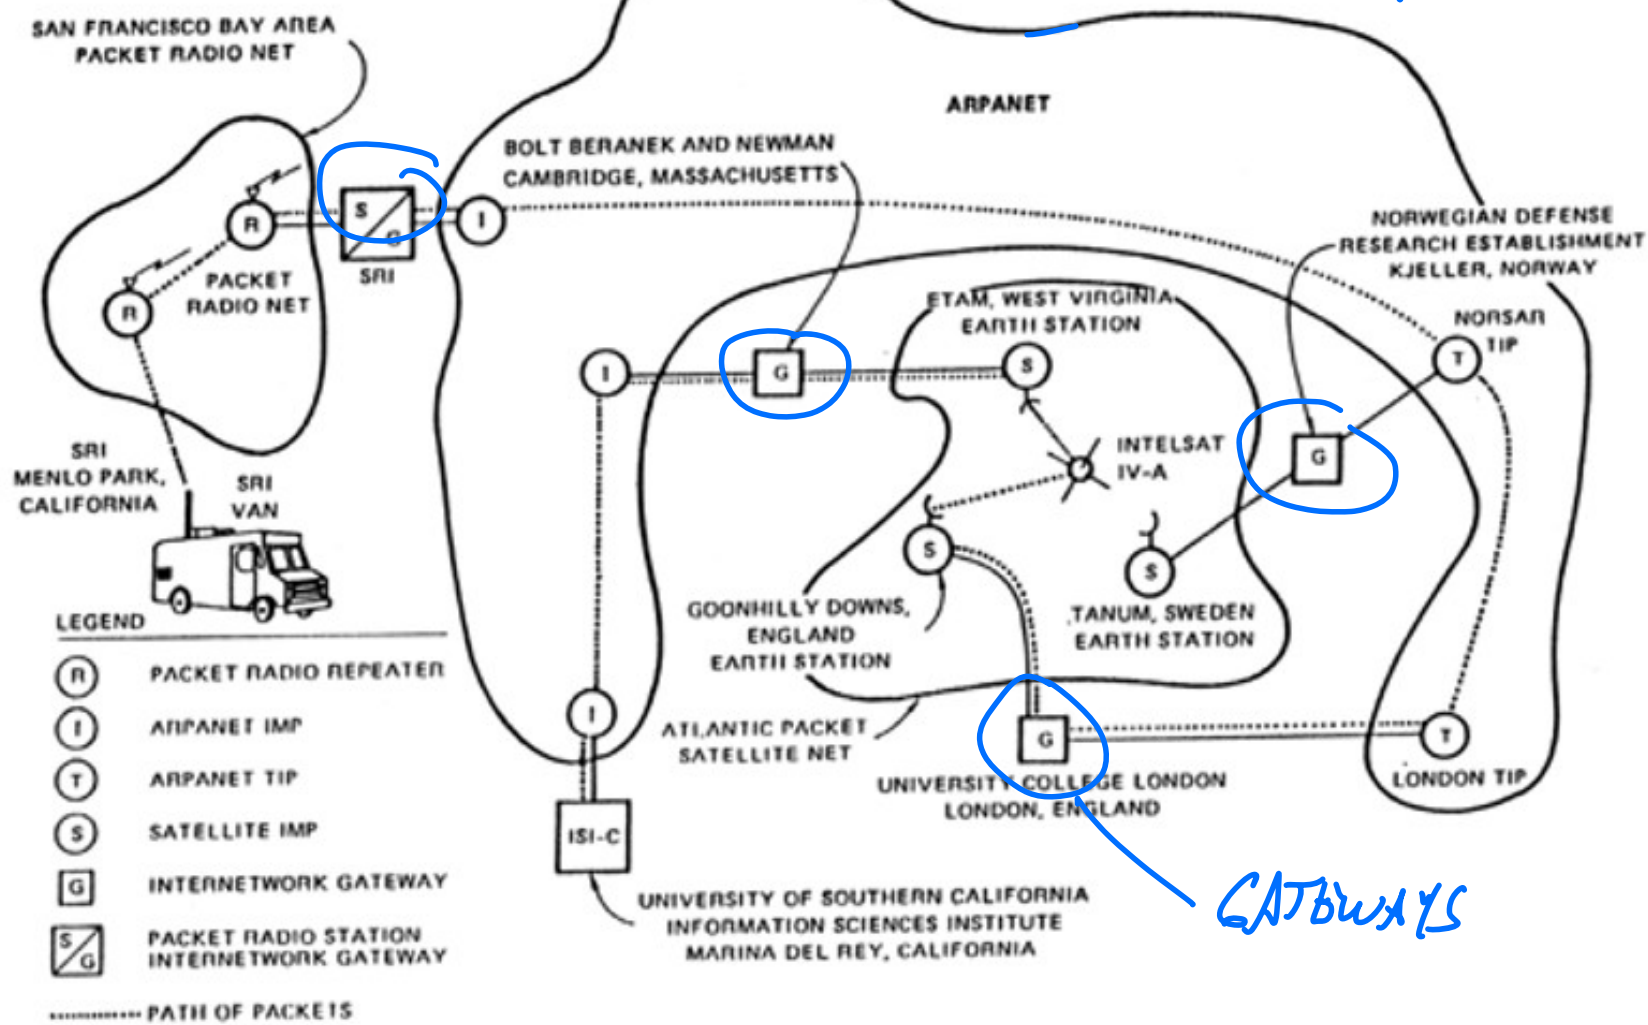 SAN FRANCISCO BAY AREA
PACKET RADIO NET
ARPANET
BOLT BERANEK AND NEWMAN
CAMBRIDGE, MASSACHUSETTS
NORWEGIAN DEFENSE
RESEARCH ESTABLISHMENT
KJELLER, NORWAY
R
S
G
I
SRI
PACKET
RADIO NET
R
ETAM, WEST VIRGINIA
EARTH STATION
NORSAR
TIP
T
I
G
S
INTELSAT
IV-A
G
SRI
MENLO PARK,
CALIFORNIA
SRI
VAN
S
S
GOONHILLY DOWNS,
ENGLAND
EARTH STATION
TANUM, SWEDEN
EARTH STATION
I
ATLANTIC PACKET
SATELLITE NET
G
T
UNIVERSITY COLLEGE LONDON
LONDON, ENGLAND
LONDON TIP
ISI-C
UNIVERSITY OF SOUTHERN CALIFORNIA
INFORMATION SCIENCES INSTITUTE
MARINA DEL REY, CALIFORNIA
GATEWAYS
LEGEND
R PACKET RADIO REPEATER
I ARPANET IMP
T ARPANET TIP
S SATELLITE IMP
G INTERNETWORK GATEWAY
S/G PACKET RADIO STATION
INTERNETWORK GATEWAY
PATH OF PACKETS